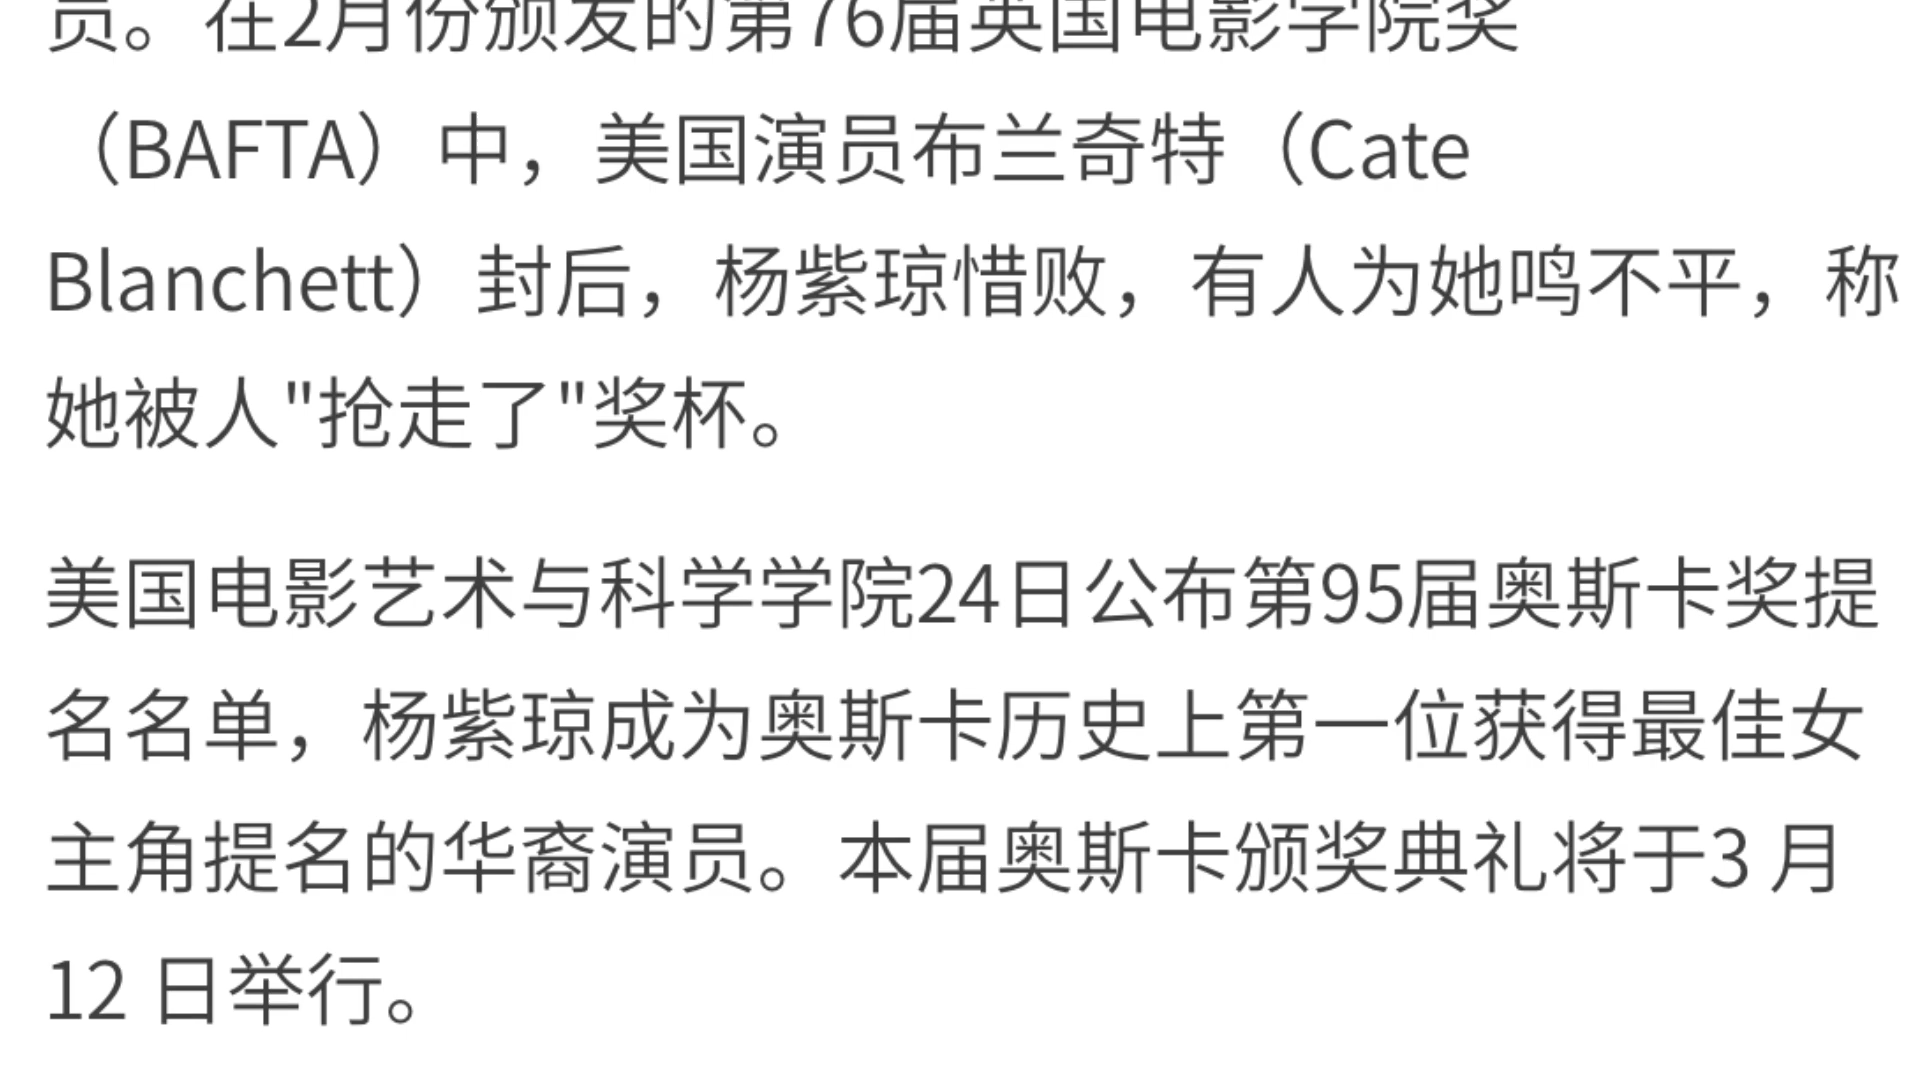 员。在2月份颁发的第76届英国电影学院奖
（BAFTA）中，美国演员布兰奇特（Cate
Blanchett）封后，杨紫琼惜败，有人为她鸣不平，称
她被人"抢走了"奖杯。
美国电影艺术与科学学院24日公布第95届奥斯卡奖提
名名单，杨紫琼成为奥斯卡历史上第一位获得最佳女
主角提名的华裔演员。本届奥斯卡颁奖典礼将于3 月
12 日举行。